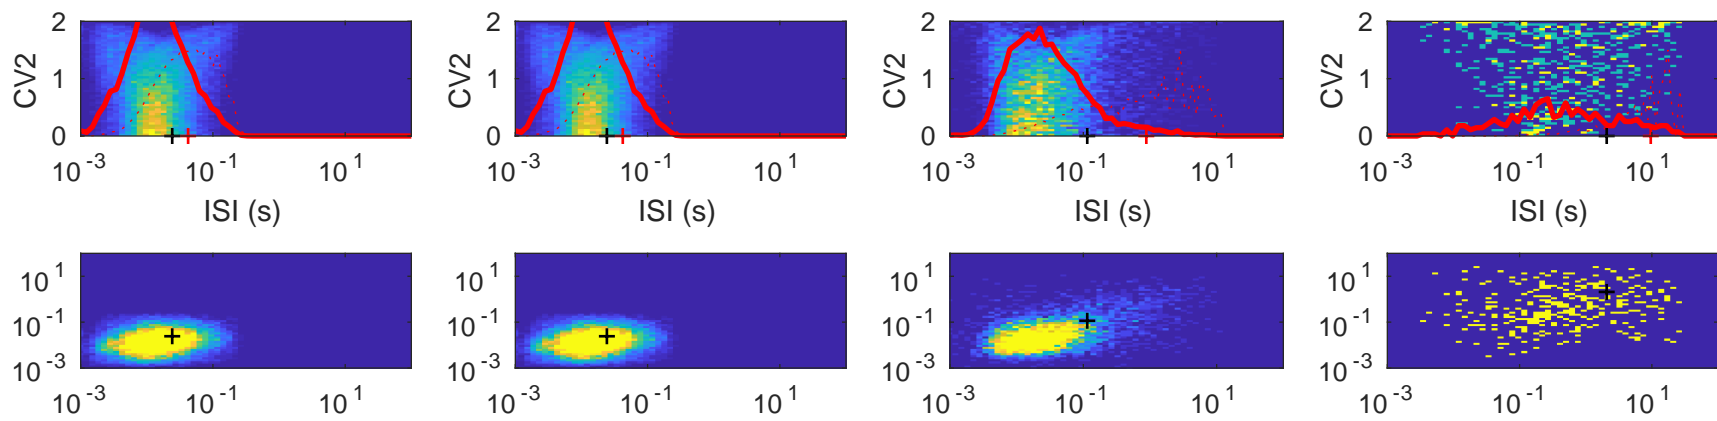 2 2 2 2
CV2 CV2 CV2 CV2
1 1 1 1
0 0 0 0
10^-3 10^-1 10^1 10^-3 10^-1 10^1 10^-3 10^-1 10^1 10^-3 10^-1 10^1
ISI (s) ISI (s) ISI (s) ISI (s)
10^1 10^1 10^1 10^1
10^-1 10^-1 10^-1 10^-1
10^-3 10^-3 10^-3 10^-3
10^-3 10^-1 10^1 10^-3 10^-1 10^1 10^-3 10^-1 10^1 10^-3 10^-1 10^1